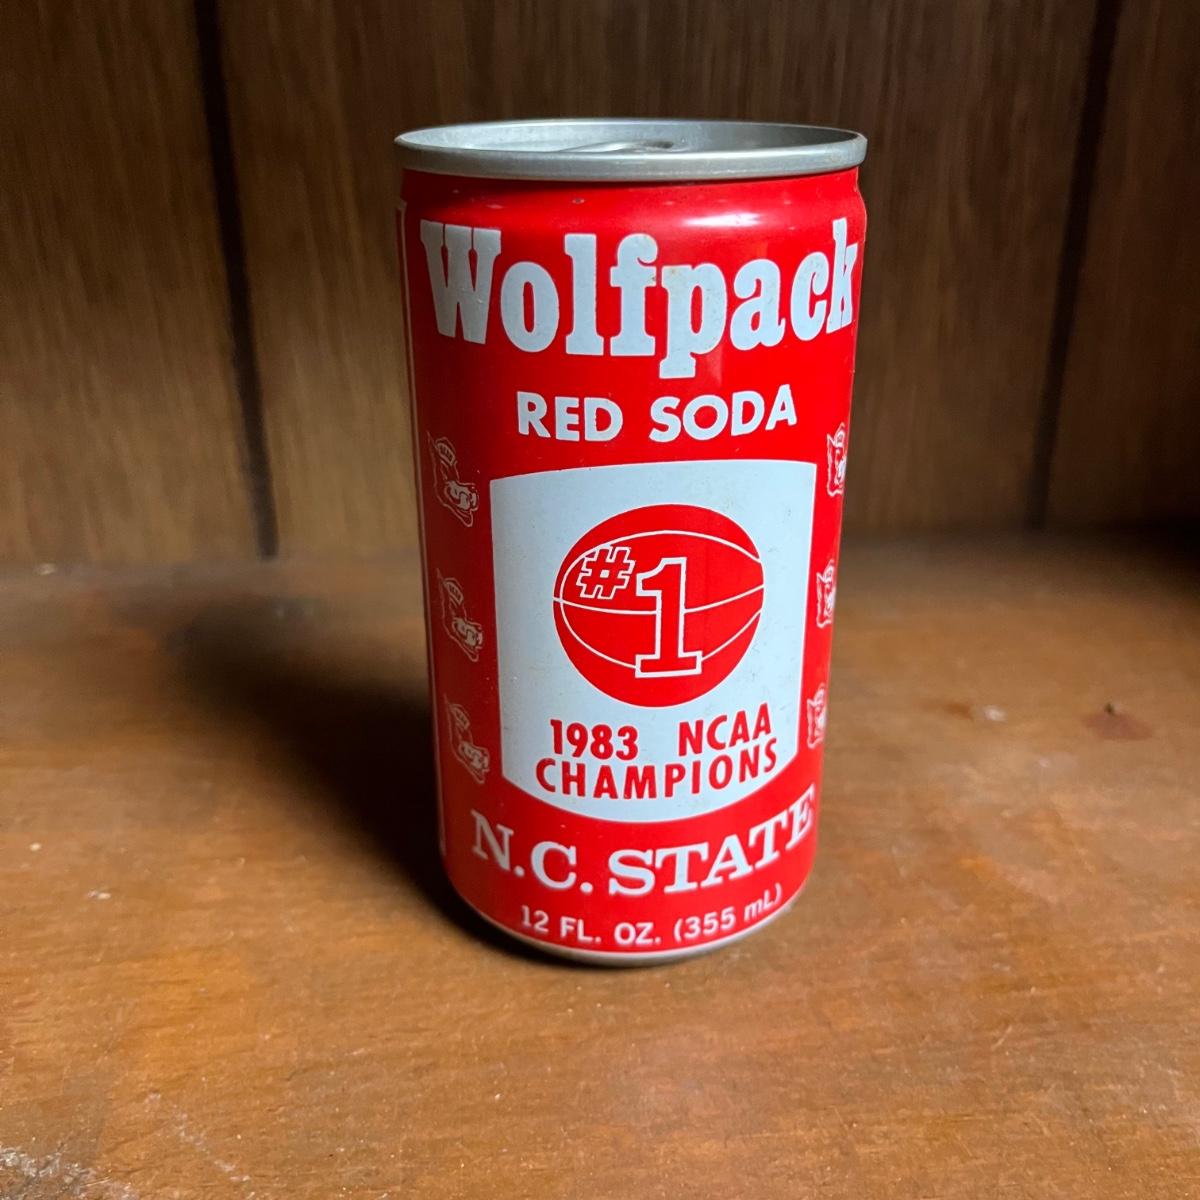 Wolfpack
RED SODA
#1
1983 NCAA
CHAMPIONS
N.C. STATE
12 FL. OZ. (355 mL)